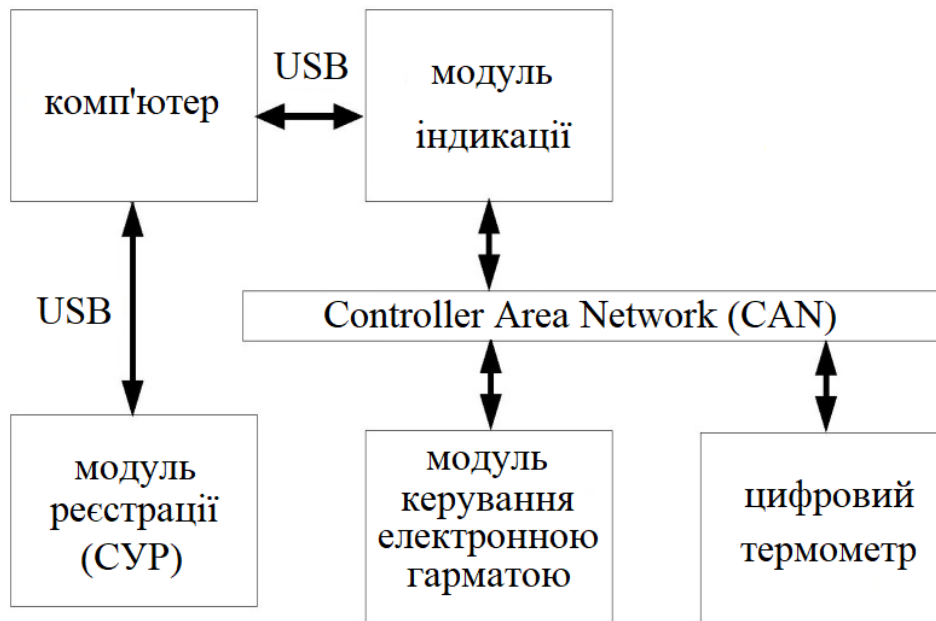 комп'ютер
USB
модуль
індикації
USB
Controller Area Network (CAN)
модуль
реєстрації
(СУР)
модуль
керування
електронною
гарматою
цифровий
термометр